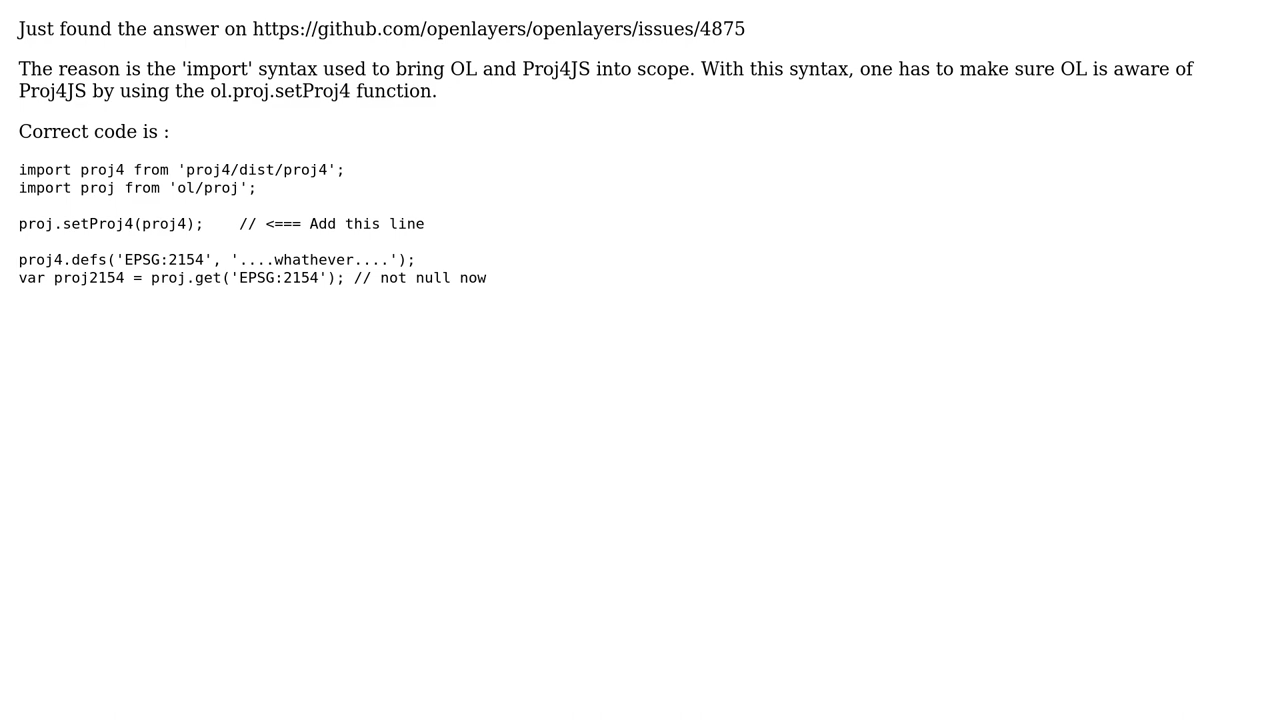 Just found the answer on https://github.com/openlayers/openlayers/issues/4875
The reason is the 'import' syntax used to bring OL and Proj4JS into scope. With this syntax, one has to make sure OL is aware of
Proj4JS by using the ol.proj.setProj4 function.
Correct code is :
import proj4 from 'proj4/dist/proj4';
import proj from 'ol/proj';
proj.setProj4(proj4);    // <=== Add this line
proj4.defs('EPSG:2154', '....whathever....');
var proj2154 = proj.get('EPSG:2154'); // not null now